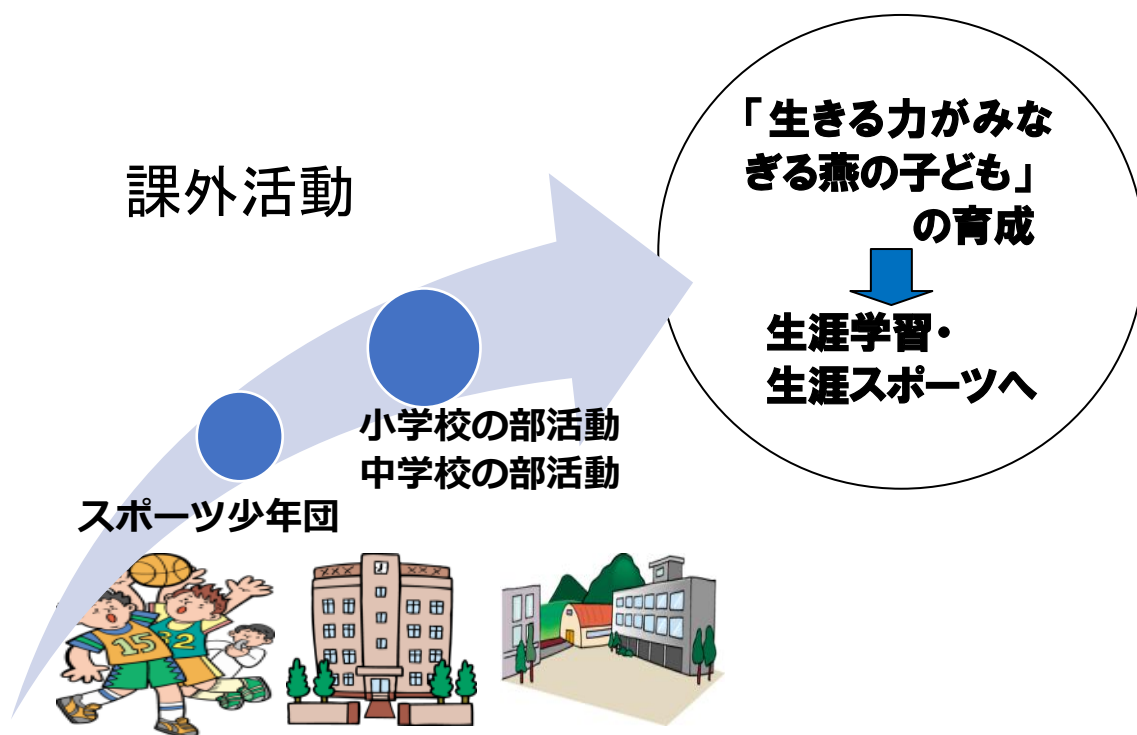 課外活動
「生きる力がみな
ぎる燕の子ども」
の育成
生涯学習・
生涯スポーツへ
小学校の部活動
中学校の部活動
スポーツ少年団
15
32